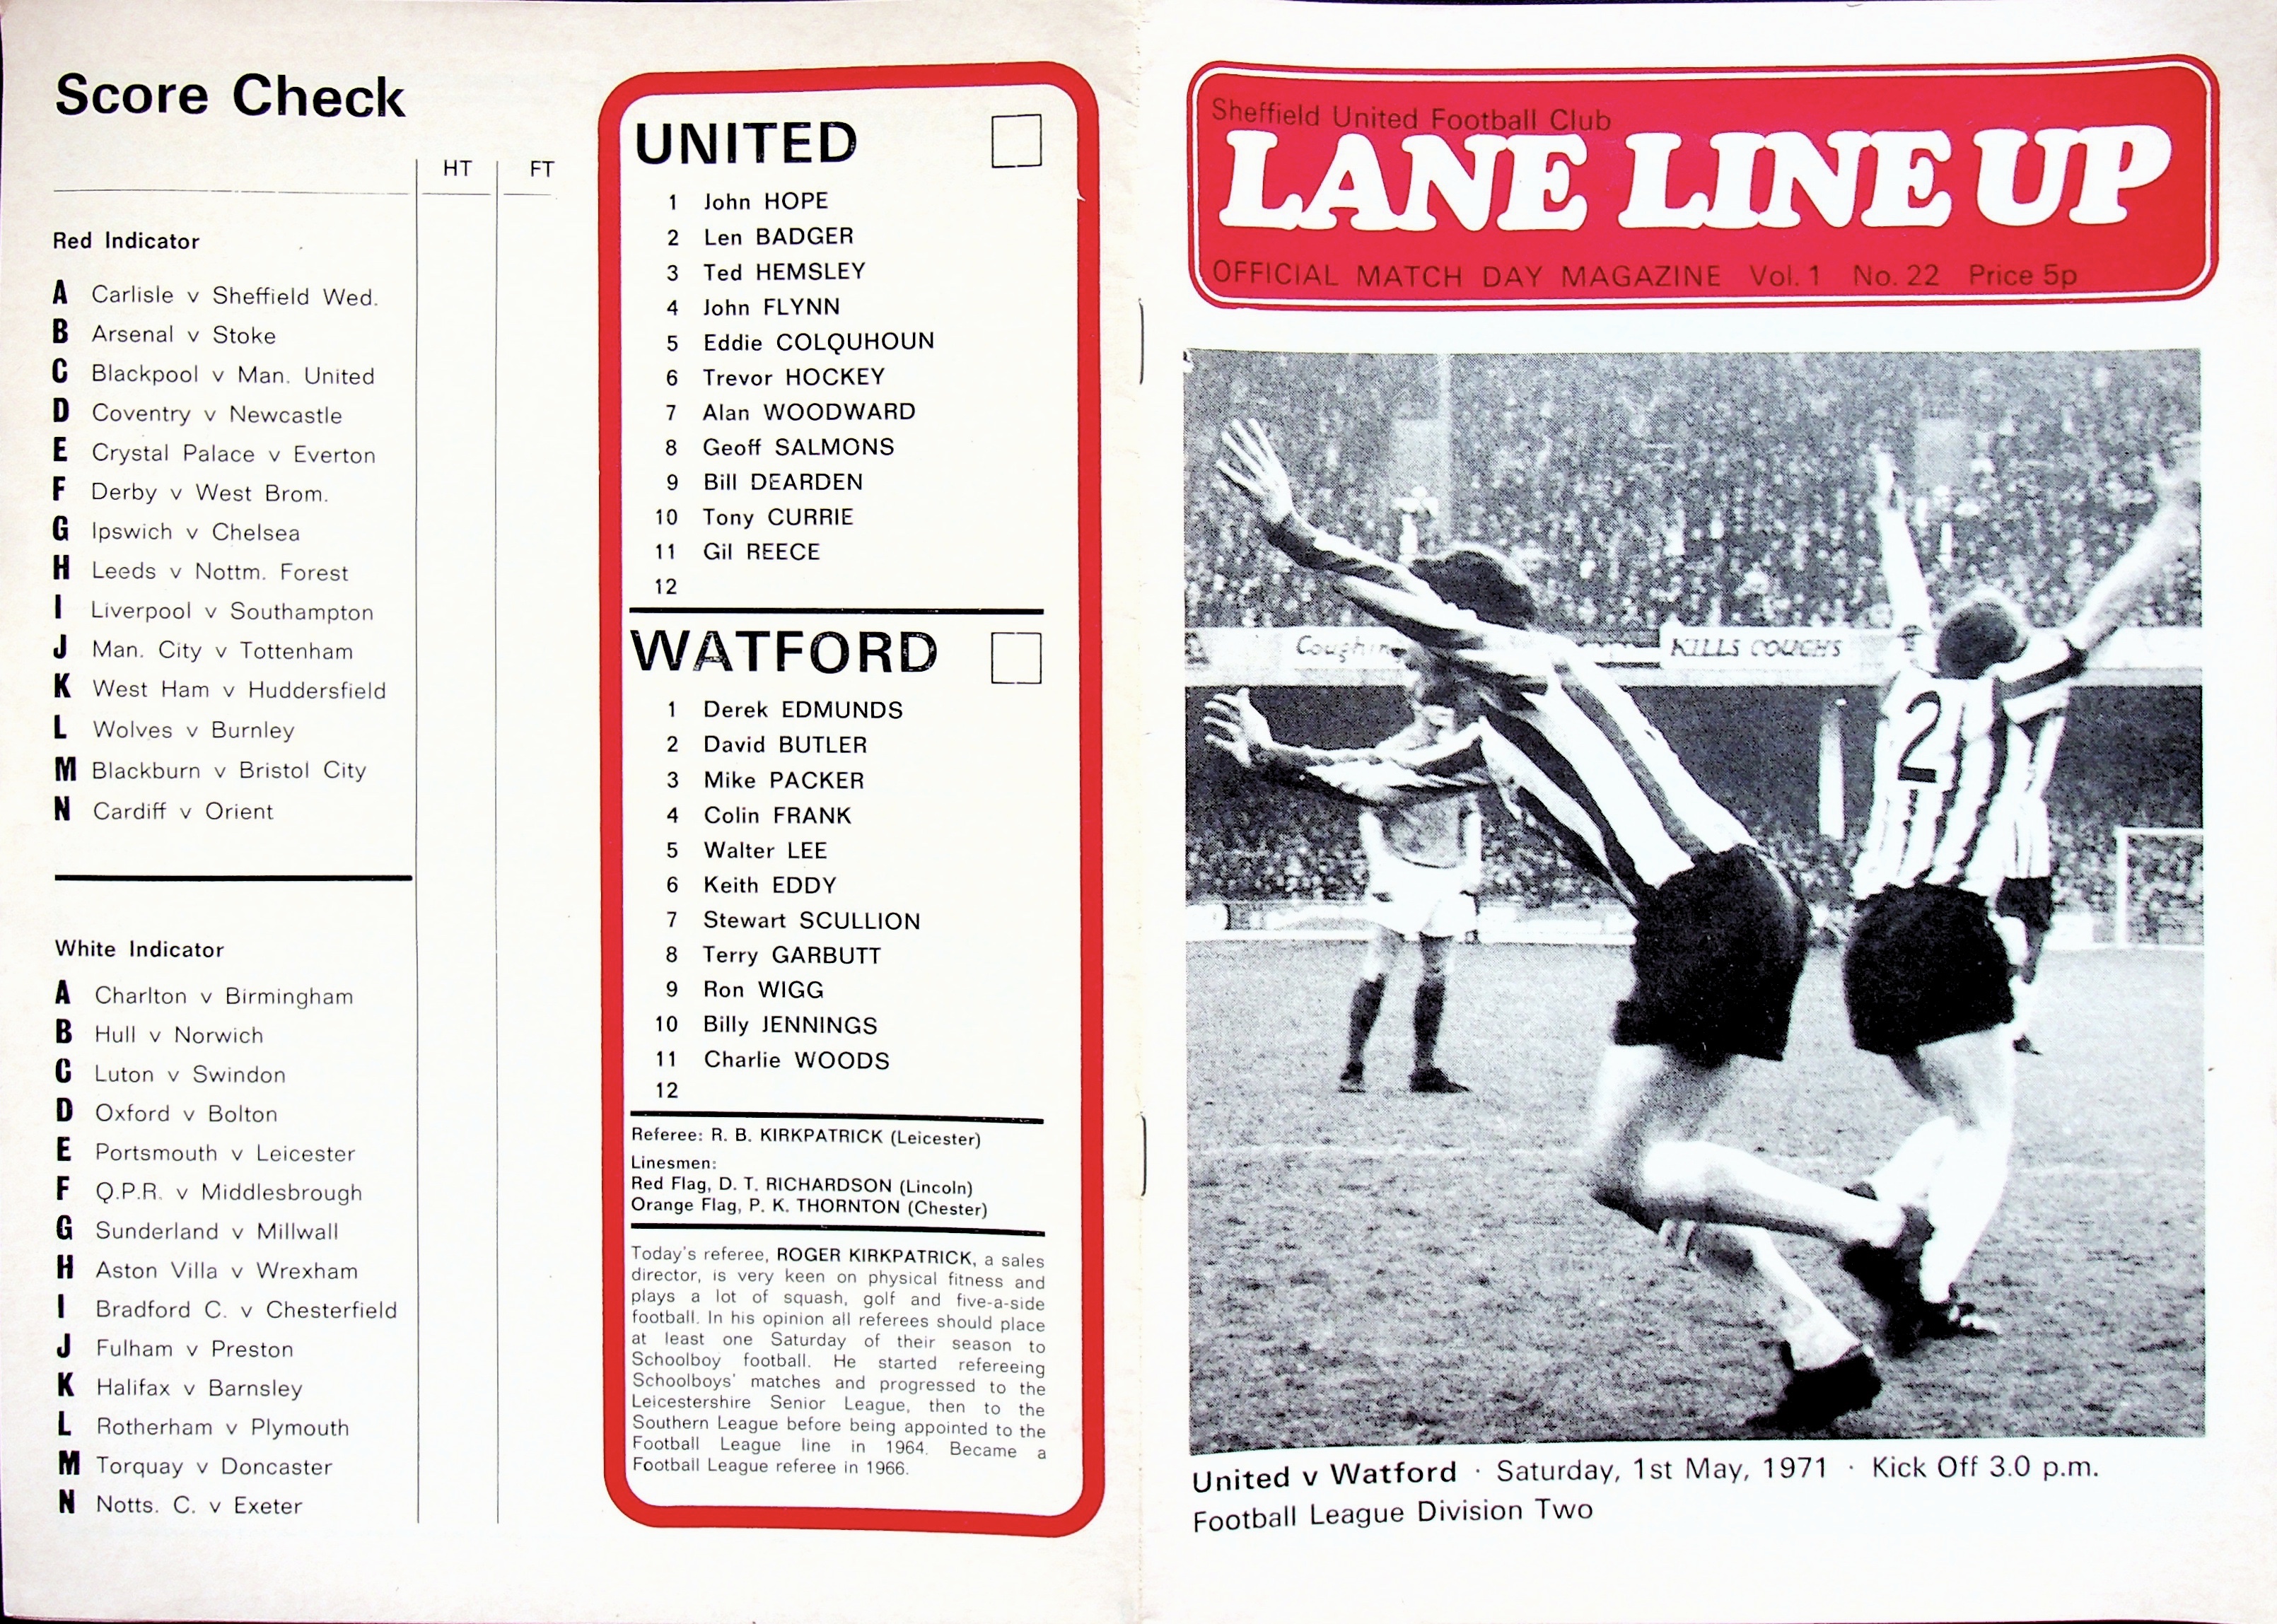 Score Check
HT FT
Red Indicator
A Carlisle v Sheffield Wed.
B Arsenal v Stoke
C Blackpool v Man. United
D Coventry v Newcastle
E Crystal Palace v Everton
F Derby v West Brom.
G Ipswich v Chelsea
H Leeds v Nottm. Forest
I Liverpool v Southampton
J Man. City v Tottenham
K West Ham v Huddersfield
L Wolves v Burnley
M Blackburn v Bristol City
N Cardiff v Orient
White Indicator
A Charlton v Birmingham
B Hull v Norwich
C Luton v Swindon
D Oxford v Bolton
E Portsmouth v Leicester
F Q.P.R. v Middlesbrough
G Sunderland v Millwall
H Aston Villa v Wrexham
I Bradford C. v Chesterfield
J Fulham v Preston
K Halifax v Barnsley
L Rotherham v Plymouth
M Torquay v Doncaster
N Notts. C. v Exeter
UNITED
1 John HOPE
2 Len BADGER
3 Ted HEMSLEY
4 John FLYNN
5 Eddie COLQUHOUN
6 Trevor HOCKEY
7 Alan WOODWARD
8 Geoff SALMONS
9 Bill DEARDEN
10 Tony CURRIE
11 Gil REECE
12
WATFORD
1 Derek EDMUNDS
2 David BUTLER
3 Mike PACKER
4 Colin FRANK
5 Walter LEE
6 Keith EDDY
7 Stewart SCULLION
8 Terry GARBUTT
9 Ron WIGG
10 Billy JENNINGS
11 Charlie WOODS
12
Referee: R. B. KIRKPATRICK (Leicester)
Linesmen:
Red Flag, D. T. RICHARDSON (Lincoln)
Orange Flag, P. K. THORNTON (Chester)
Today's referee, ROGER KIRKPATRICK, a sales
director, is very keen on physical fitness and
plays a lot of squash, golf and five-a-side
football. In his opinion all referees should place
at least one Saturday of their season to
Schoolboy football. He started refereeing
Schoolboys' matches and progressed to the
Leicestershire Senior League, then to the
Southern League before being appointed to the
Football League line in 1964. Became a
Football League referee in 1966.
Sheffield United Football Club
LANE LINE UP
OFFICIAL MATCH DAY MAGAZINE Vol. 1 No. 22 Price 5p
KILLS COUGHS
2
United v Watford · Saturday, 1st May, 1971 · Kick Off 3.0 p.m.
Football League Division Two